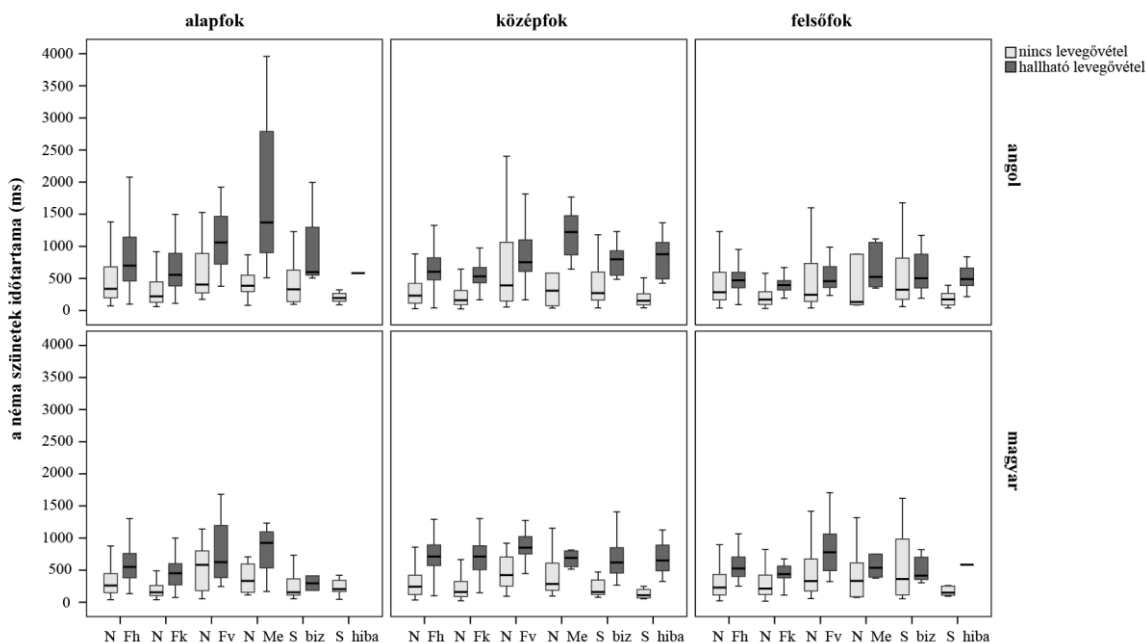 alapfok középfok felsőfok
nincs levegővétel
hallható levegővétel
a néma szünetek időtartama (ms)
4000
3500
3000
2500
2000
1500
1000
500
0
angol
4000
3500
3000
2500
2000
1500
1000
500
0
magyar
N Fh N Fk N Fv N Me S biz S hiba N Fh N Fk N Fv N Me S biz S hiba N Fh N Fk N Fv N Me S biz S hiba